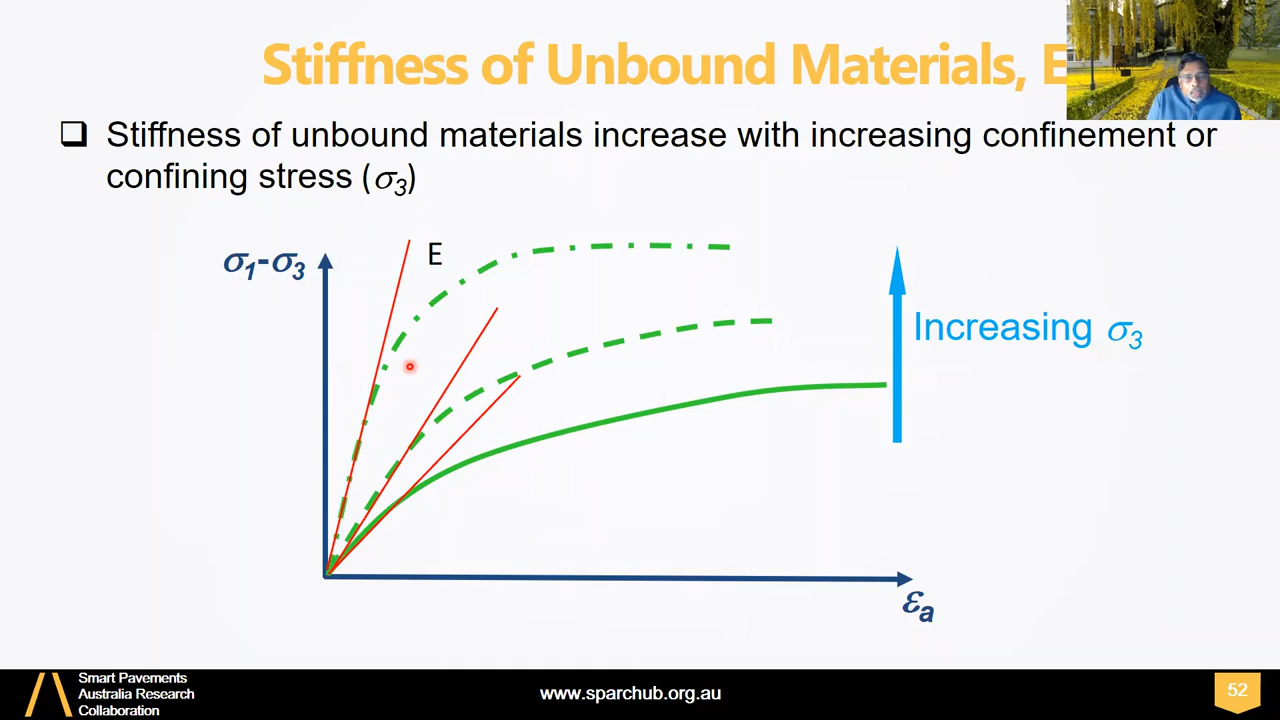 Stiffness of Unbound Materials, E
❑ Stiffness of unbound materials increase with increasing confinement or
confining stress (σ3)
σ1-σ3
E
Increasing σ3
εa
Smart Pavements
Australia Research
Collaboration
www.sparchub.org.au
52